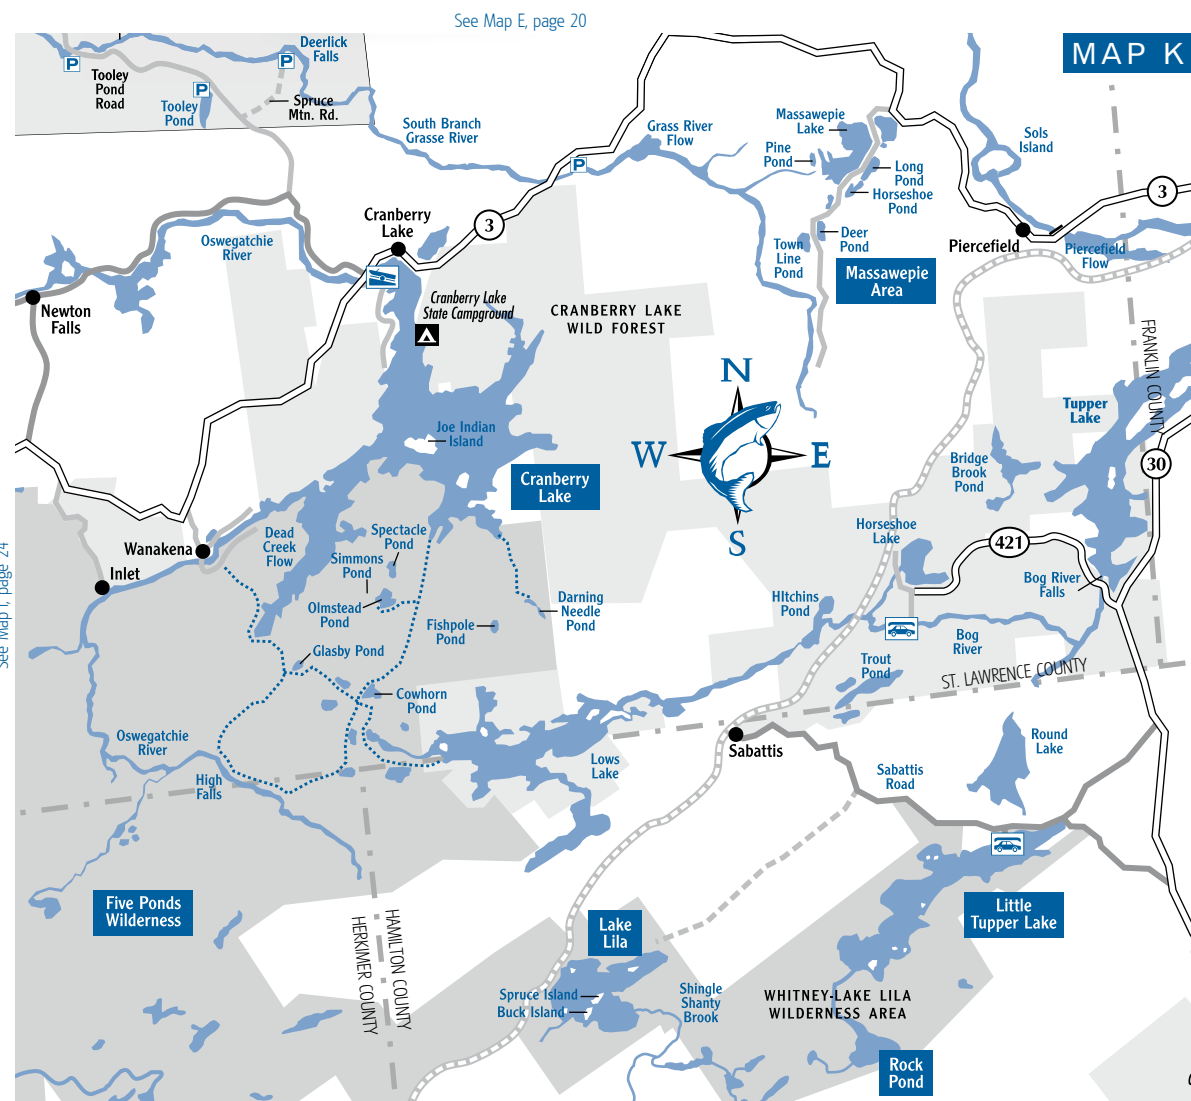 See Map E, page 20
MAP K
Deerlick
Falls
P
P
P
Tooley
Pond
Road
Tooley
Pond
Spruce
Mtn. Rd.
South Branch
Grasse River
Grass River
Flow
P
Massawepie
Lake
Pine
Pond
Long
Pond
Horseshoe
Pond
Sols
Island
3
Cranberry
Lake
3
Oswegatchie
River
Town
Line
Pond
Deer
Pond
Piercefield
Piercefield
Flow
Massawepie
Area
Newton
Falls
Cranberry Lake
State Campground
CRANBERRY LAKE
WILD FOREST
FRANKLIN COUNTY
N
W
E
S
Tupper
Lake
Joe Indian
Island
Cranberry
Lake
Bridge
Brook
Pond
30
Horseshoe
Lake
421
Dead
Creek
Flow
Spectacle
Pond
Simmons
Pond
Wanakena
Inlet
See Map I, page 24
Olmstead
Pond
Fishpole
Pond
Darning
Needle
Pond
HItchins
Pond
Bog River
Falls
Bog
River
Glasby Pond
Trout
Pond
ST. LAWRENCE COUNTY
Cowhorn
Pond
Oswegatchie
River
High
Falls
Lows
Lake
Sabattis
Round
Lake
Sabattis
Road
Five Ponds
Wilderness
HAMILTON COUNTY
HERKIMER COUNTY
Lake
Lila
Little
Tupper Lake
Spruce Island
Buck Island
Shingle
Shanty
Brook
WHITNEY-LAKE LILA
WILDERNESS AREA
Rock
Pond